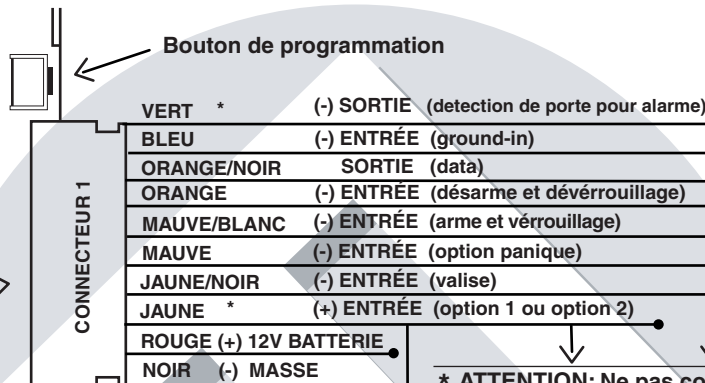 Bouton de programmation
VERT * (-) SORTIE (detection de porte pour alarme)
BLEU (-) ENTRÉE (ground-in)
ORANGE/NOIR SORTIE (data)
ORANGE (-) ENTRÉE (désarme et dévérrouillage)
MAUVE/BLANC (-) ENTRÉE (arme et vérrouillage)
MAUVE (-) ENTRÉE (option panique)
JAUNE/NOIR (-) ENTRÉE (valise)
JAUNE * (+) ENTRÉE (option 1 ou option 2)
ROUGE (+) 12V BATTERIE
NOIR (-) MASSE
CONNECTEUR 1
* ATTENTION: Ne pas